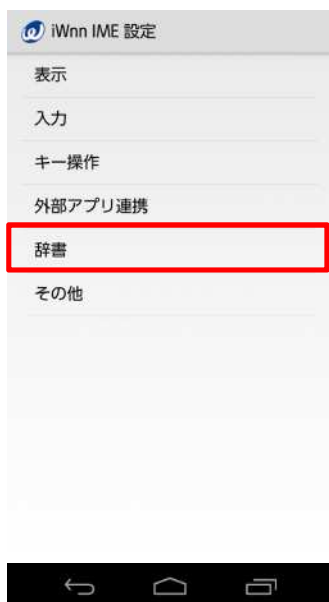 iWnn IME 設定
表示
入力
キー操作
外部アプリ連携
辞書
その他